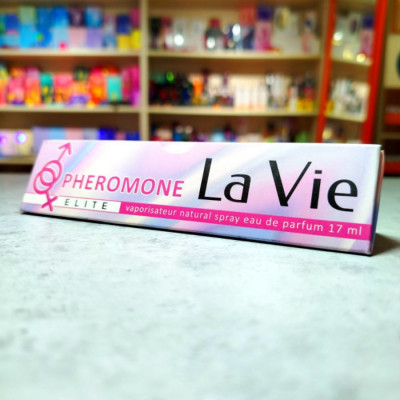 PHEROMONE La Vie
ELITE
vaporisateur natural spray eau de parfum 17 ml